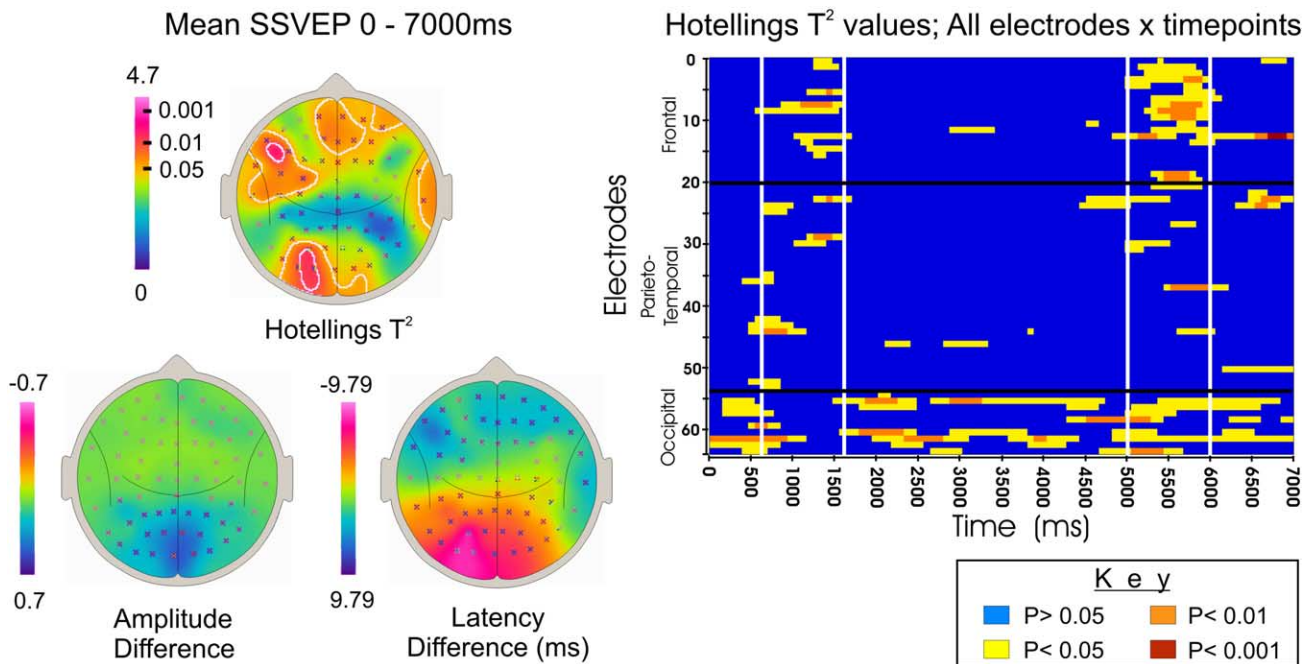 Mean SSVEP 0 - 7000ms
4.7
0.001
0.01
0.05
0
Hotellings T²
-0.7
0.7
Amplitude
Difference
-9.79
9.79
Latency
Difference (ms)
Hotellings T² values; All electrodes x timepoints
Electrodes
Frontal
Parieto-
Temporal
Occipital
0
10
20
30
40
50
60
0
500
1000
1500
2000
2500
3000
3500
4000
4500
5000
5500
6000
6500
7000
Time (ms)
Key
P> 0.05
P< 0.01
P< 0.05
P< 0.001